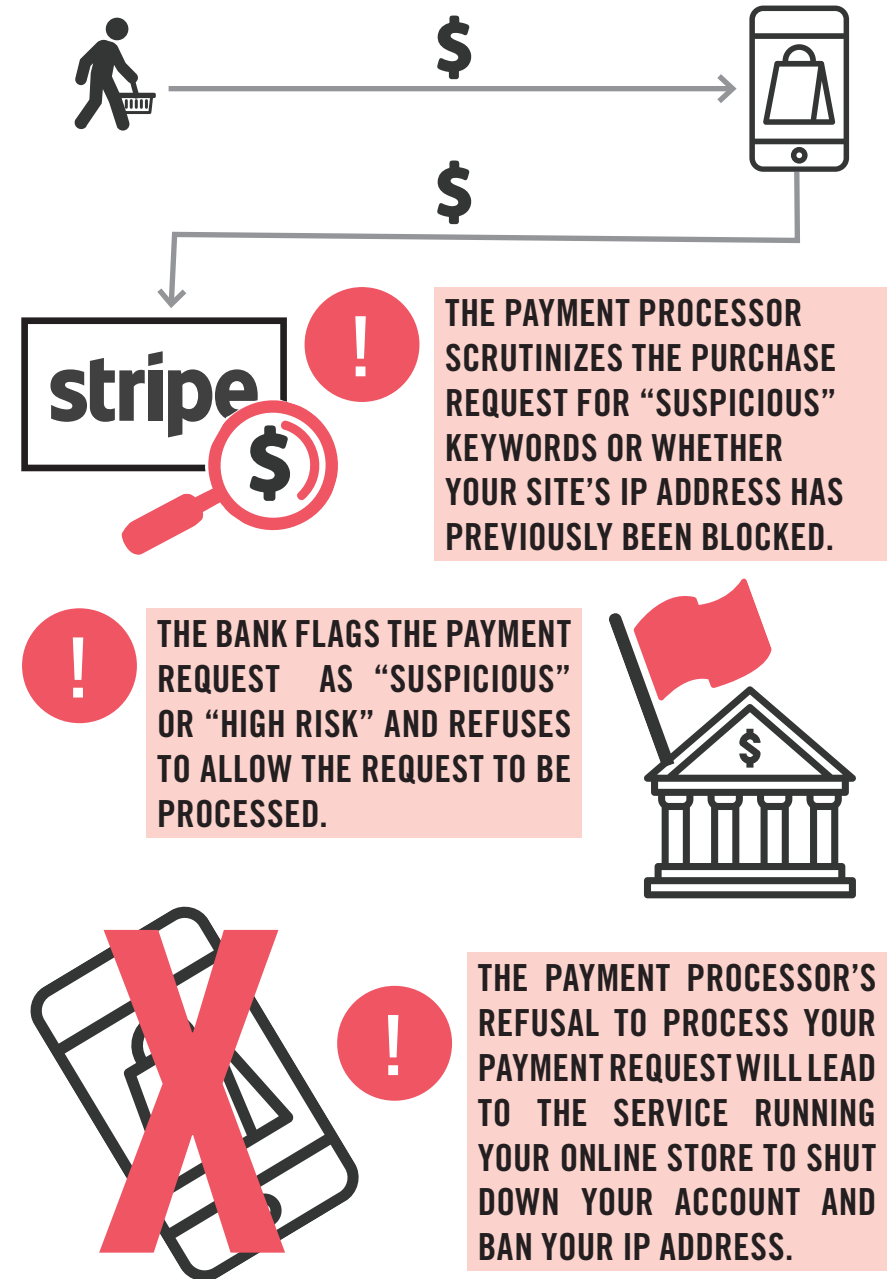 $
$
stripe
$
!
THE PAYMENT PROCESSOR
SCRUTINIZES THE PURCHASE
REQUEST FOR “SUSPICIOUS”
KEYWORDS OR WHETHER
YOUR SITE’S IP ADDRESS HAS
PREVIOUSLY BEEN BLOCKED.
!
THE BANK FLAGS THE PAYMENT
REQUEST AS “SUSPICIOUS”
OR “HIGH RISK” AND REFUSES
TO ALLOW THE REQUEST TO BE
PROCESSED.
$
!
THE PAYMENT PROCESSOR’S
REFUSAL TO PROCESS YOUR
PAYMENT REQUEST WILL LEAD
TO THE SERVICE RUNNING
YOUR ONLINE STORE TO SHUT
DOWN YOUR ACCOUNT AND
BAN YOUR IP ADDRESS.